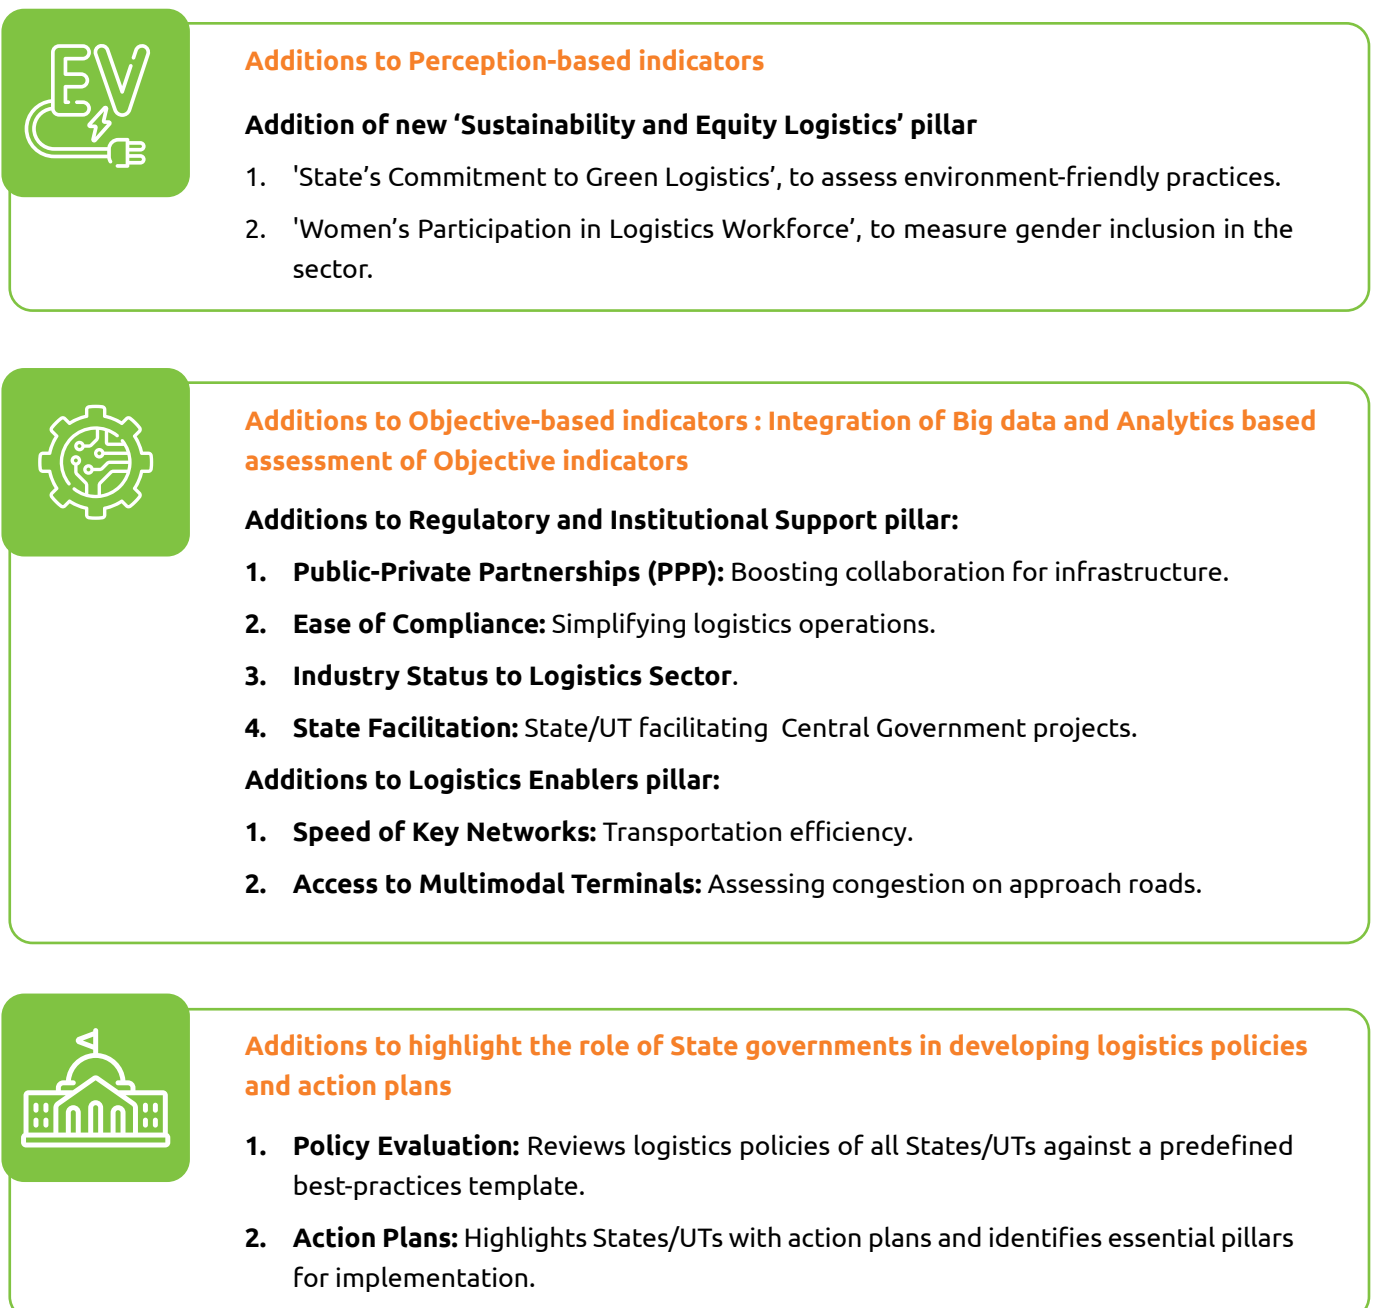 EV
Additions to Perception-based indicators
Addition of new ‘Sustainability and Equity Logistics’ pillar
1. 'State’s Commitment to Green Logistics’, to assess environment-friendly practices.
2. 'Women’s Participation in Logistics Workforce’, to measure gender inclusion in the
sector.
Additions to Objective-based indicators : Integration of Big data and Analytics based
assessment of Objective indicators
Additions to Regulatory and Institutional Support pillar:
1. Public-Private Partnerships (PPP): Boosting collaboration for infrastructure.
2. Ease of Compliance: Simplifying logistics operations.
3. Industry Status to Logistics Sector.
4. State Facilitation: State/UT facilitating  Central Government projects.
Additions to Logistics Enablers pillar:
1. Speed of Key Networks: Transportation efficiency.
2. Access to Multimodal Terminals: Assessing congestion on approach roads.
Additions to highlight the role of State governments in developing logistics policies
and action plans
1. Policy Evaluation: Reviews logistics policies of all States/UTs against a predefined
best-practices template.
2. Action Plans: Highlights States/UTs with action plans and identifies essential pillars
for implementation.